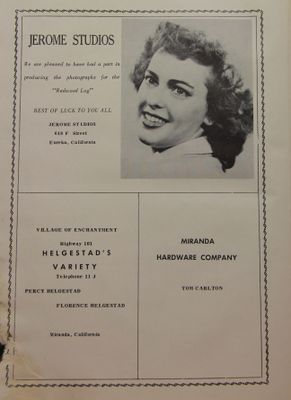 JEROME STUDIOS
We are pleased to have had a part in
producing the photographs for the
"Redwood Log"
BEST OF LUCK TO YOU ALL
JEROME STUDIOS
618 F Street
Eureka, California
VILLAGE OF ENCHANTMENT
Highway 101
HELGESTAD'S
VARIETY
Telephone 11 J
PERCY HELGESTAD
FLORENCE HELGESTAD
Miranda, California
MIRANDA
HARDWARE COMPANY
TOM CARLTON